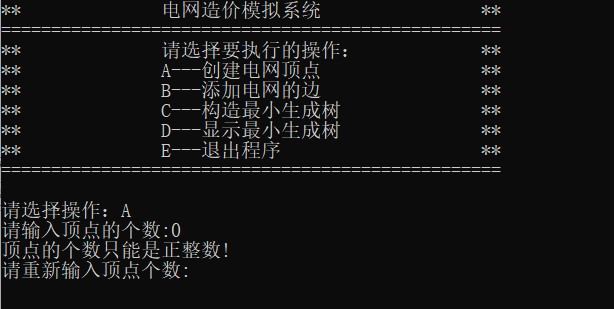 **              电网造价模拟系统                **
==================================================
**              请选择要执行的操作：            **
**              A---创建电网顶点                **
**              B---添加电网的边                **
**              C---构造最小生成树              **
**              D---显示最小生成树              **
**              E---退出程序                    **
==================================================
请选择操作：A
请输入顶点的个数:0
顶点的个数只能是正整数!
请重新输入顶点个数: